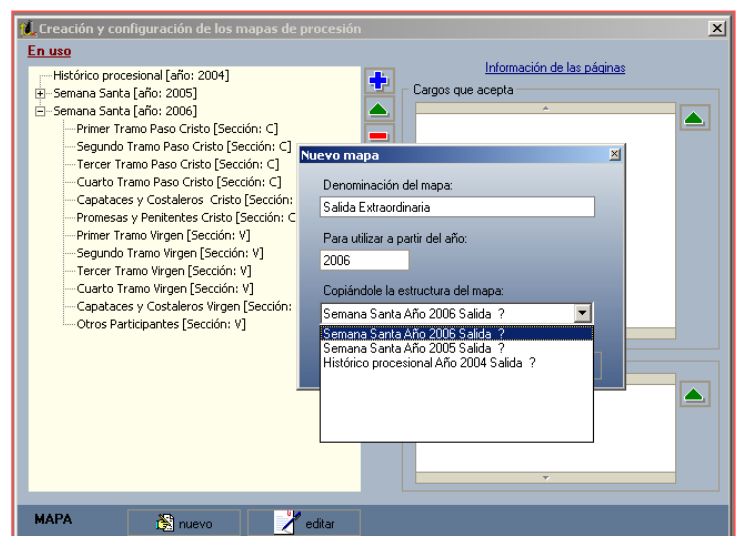 Creación y configuración de los mapas de procesión
En uso
Histórico procesional [año: 2004]
Semana Santa [año: 2005]
Semana Santa [año: 2006]
Primer Tramo Paso Cristo [Sección: C]
Segundo Tramo Paso Cristo [Sección: C]
Tercer Tramo Paso Cristo [Sección: C]
Cuarto Tramo Paso Cristo [Sección: C]
Capataces y Costaleros Cristo [Sección:
Promesas y Penitentes Cristo [Sección: C
Primer Tramo Virgen [Sección: V]
Segundo Tramo Virgen [Sección: V]
Tercer Tramo Virgen [Sección: V]
Cuarto Tramo Virgen [Sección: V]
Capataces y Costaleros Virgen [Sección:
Otros Participantes [Sección: V]
Información de las páginas
Cargos que acepta
Nuevo mapa
Denominación del mapa:
Salida Extraordinaria
Para utilizar a partir del año:
2006
Copiándole la estructura del mapa:
Semana Santa Año 2006 Salida ?
Semana Santa Año 2006 Salida ?
Semana Santa Año 2005 Salida ?
Histórico procesional Año 2004 Salida ?
MAPA
nuevo
editar